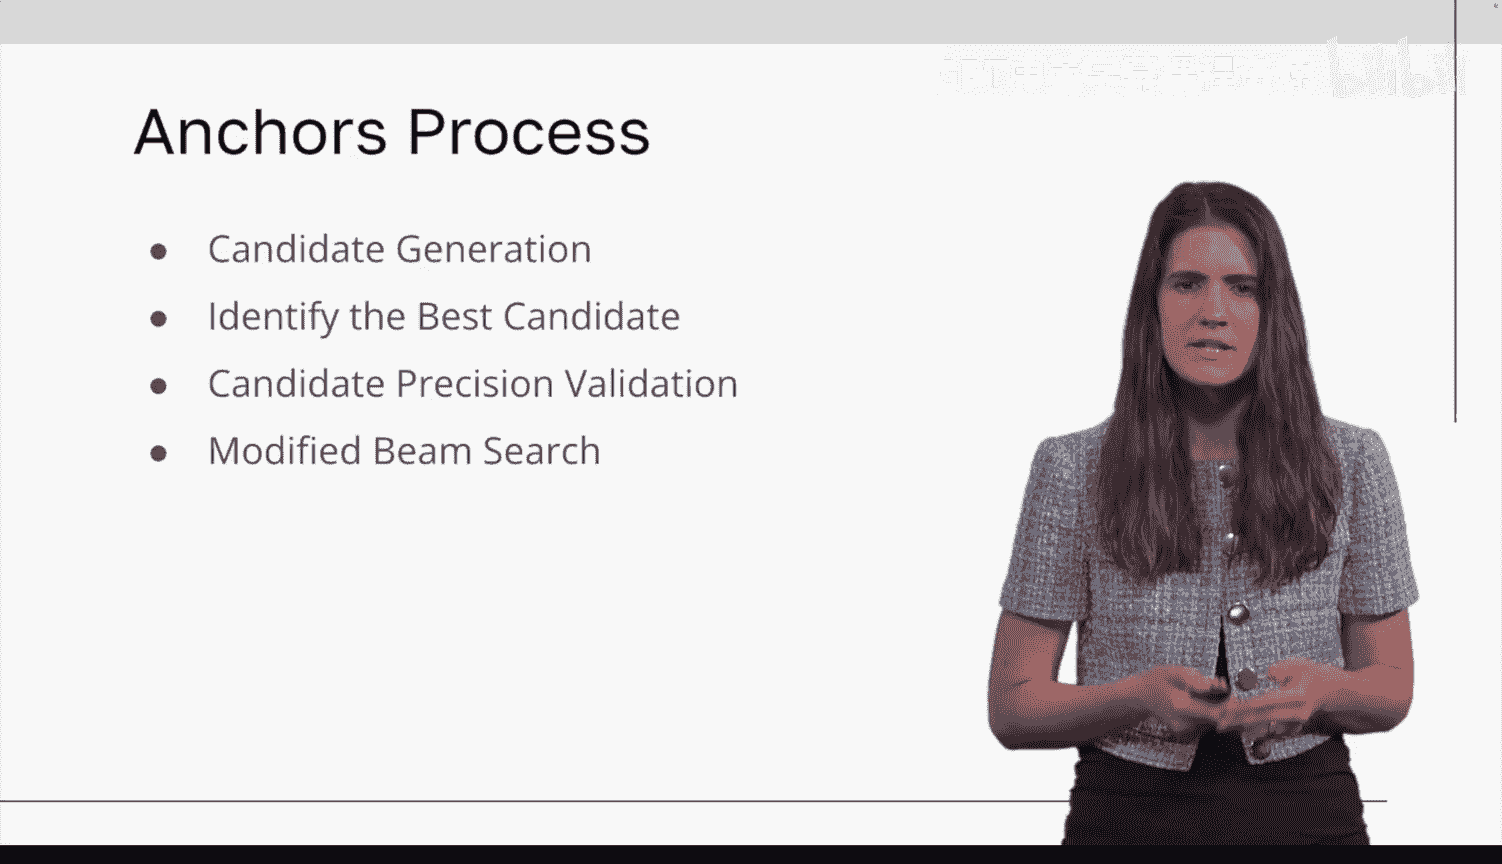 Anchors Process
● Candidate Generation
● Identify the Best Candidate
● Candidate Precision Validation
● Modified Beam Search